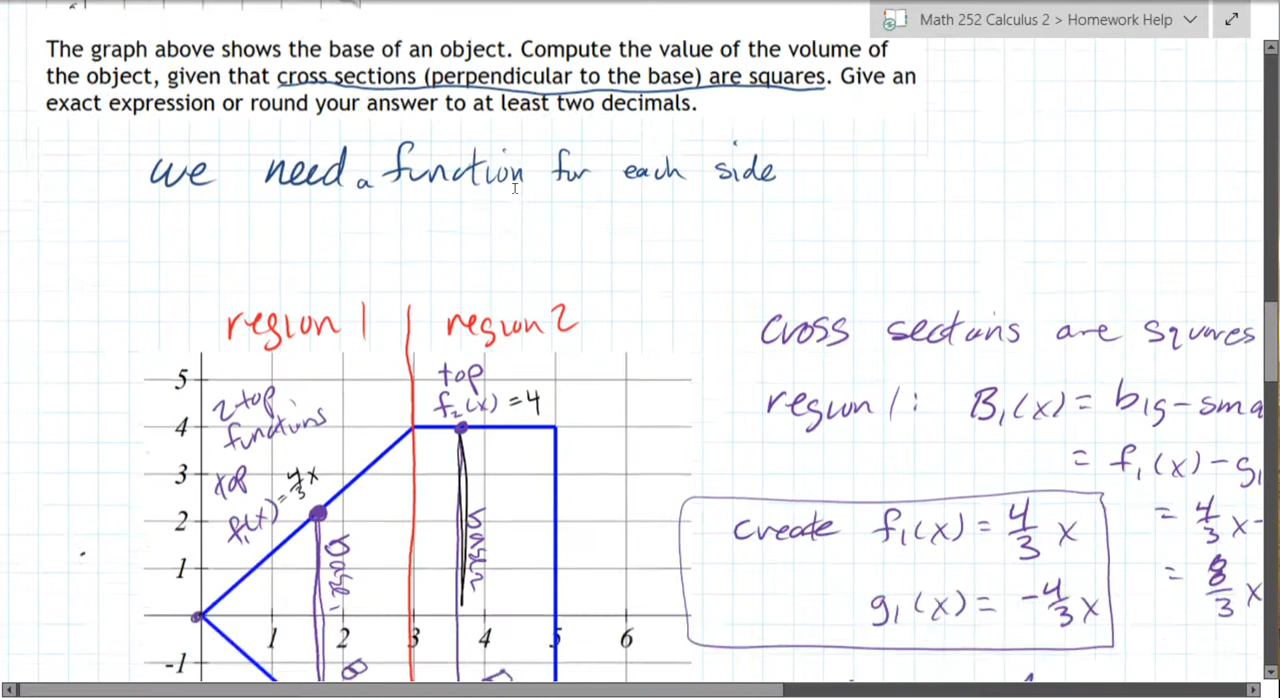 Math 252 Calculus 2 > Homework Help
The graph above shows the base of an object. Compute the value of the volume of
the object, given that cross sections (perpendicular to the base) are squares. Give an
exact expression or round your answer to at least two decimals.
we need a function for each side
region 1 region 2
cross sections are squares
5
top
f₂(x) = 4
2 top
functions
4
region 1: B₁(x) = big - sma
3
top
f₁(x) = 4/3 x
= f₁(x) - g₁
2
create f₁(x) = 4/3 x
= 4/3 x -
base₁
base₂
1
= 8/3 x
g₁(x) = -4/3 x
1 2 3 4 5 6
-1
B